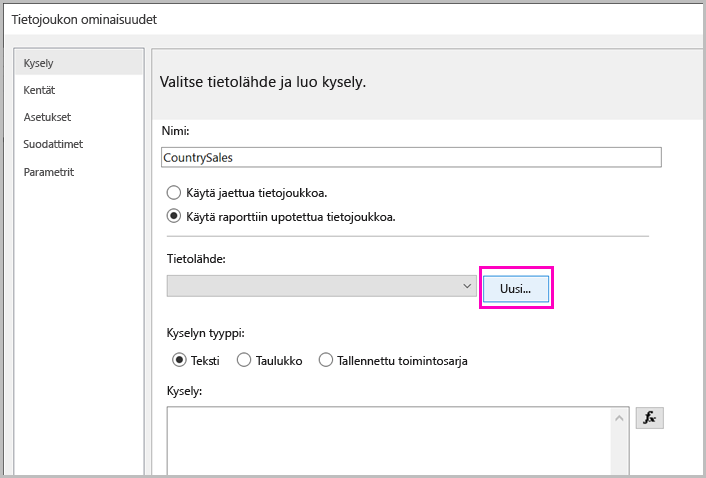 Tietojoukon ominaisuudet
Kysely
Kentät
Asetukset
Suodattimet
Parametrit
Valitse tietolähde ja luo kysely.
Nimi:
CountrySales
Käytä jaettua tietojoukkoa.
Käytä raporttiin upotettua tietojoukkoa.
Tietolähde:
Uusi...
Kyselyn tyyppi:
Teksti Taulukko Tallennettu toimintosarja
Kysely:
fx